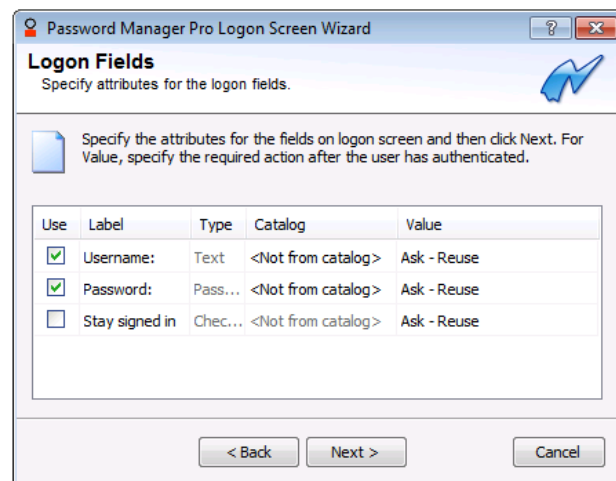 Password Manager Pro Logon Screen Wizard
Logon Fields
Specify attributes for the logon fields.
Specify the attributes for the fields on logon screen and then click Next. For
Value, specify the required action after the user has authenticated.
Use Label Type Catalog Value
Username: Text <Not from catalog> Ask - Reuse
Password: Pass... <Not from catalog> Ask - Reuse
Stay signed in Chec... <Not from catalog> Ask - Reuse
< Back Next > Cancel